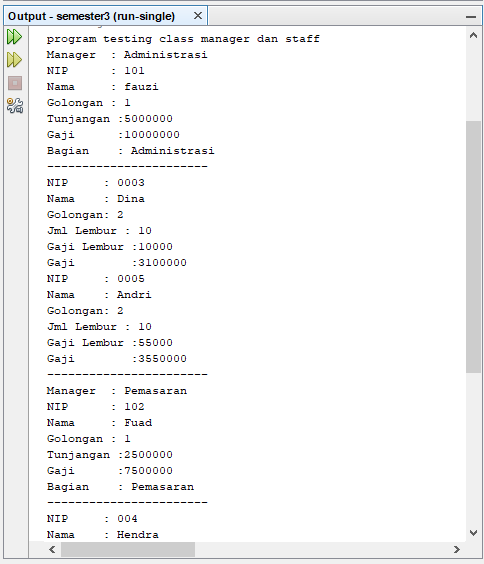 Output - semester3 (run-single)
program testing class manager dan staff
Manager  : Administrasi
NIP      : 101
Nama     : fauzi
Golongan : 1
Tunjangan :5000000
Gaji      :10000000
Bagian    : Administrasi
-----------------------
NIP     : 0003
Nama    : Dina
Golongan: 2
Jml Lembur : 10
Gaji Lembur :10000
Gaji        :3100000
NIP     : 0005
Nama    : Andri
Golongan: 2
Jml Lembur : 10
Gaji Lembur :55000
Gaji        :3550000
-----------------------
Manager  : Pemasaran
NIP      : 102
Nama     : Fuad
Golongan : 1
Tunjangan :2500000
Gaji      :7500000
Bagian    : Pemasaran
-----------------------
NIP      : 004
Nama     : Hendra